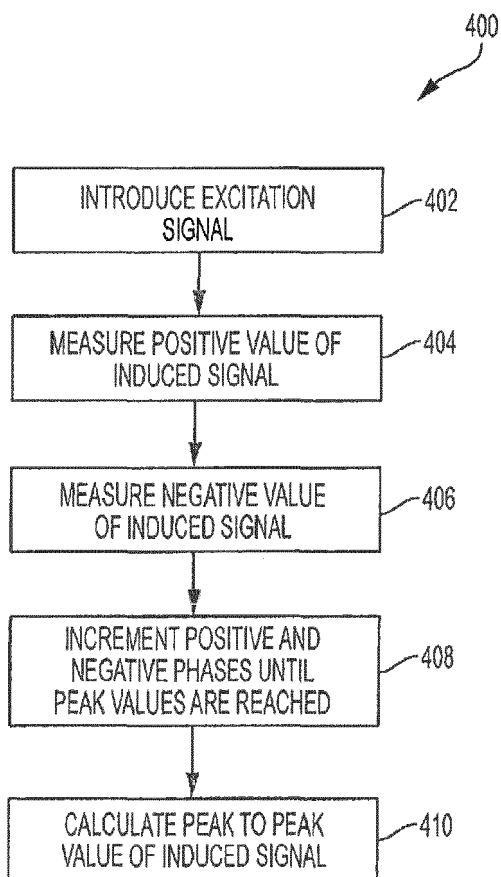 400
INTRODUCE EXCITATION
SIGNAL
402
MEASURE POSITIVE VALUE OF
INDUCED SIGNAL
404
MEASURE NEGATIVE VALUE
OF INDUCED SIGNAL
406
INCREMENT POSITIVE AND
NEGATIVE PHASES UNTIL
PEAK VALUES ARE REACHED
408
CALCULATE PEAK TO PEAK
VALUE OF INDUCED SIGNAL
410